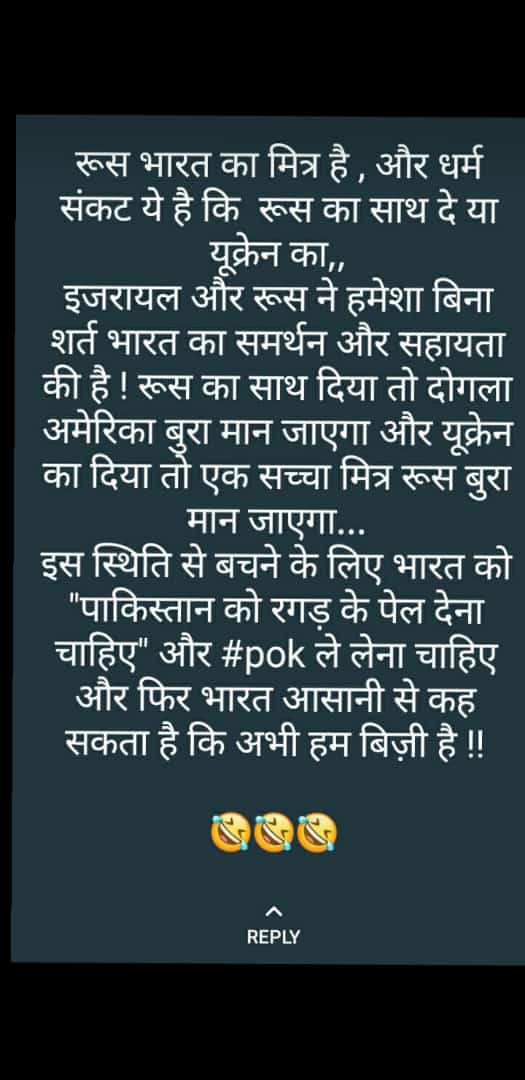 रूस भारत का मित्र है , और धर्म
संकट ये है कि रूस का साथ दे या
यूक्रेन का,,
इजरायल और रूस ने हमेशा बिना
शर्त भारत का समर्थन और सहायता
की है ! रूस का साथ दिया तो दोगला
अमेरिका बुरा मान जाएगा और यूक्रेन
का दिया तो एक सच्चा मित्र रूस बुरा
मान जाएगा...
इस स्थिति से बचने के लिए भारत को
"पाकिस्तान को रगड़ के पेल देना
चाहिए" और #pok ले लेना चाहिए
और फिर भारत आसानी से कह
सकता है कि अभी हम बिज़ी है !!
🤣🤣🤣
REPLY